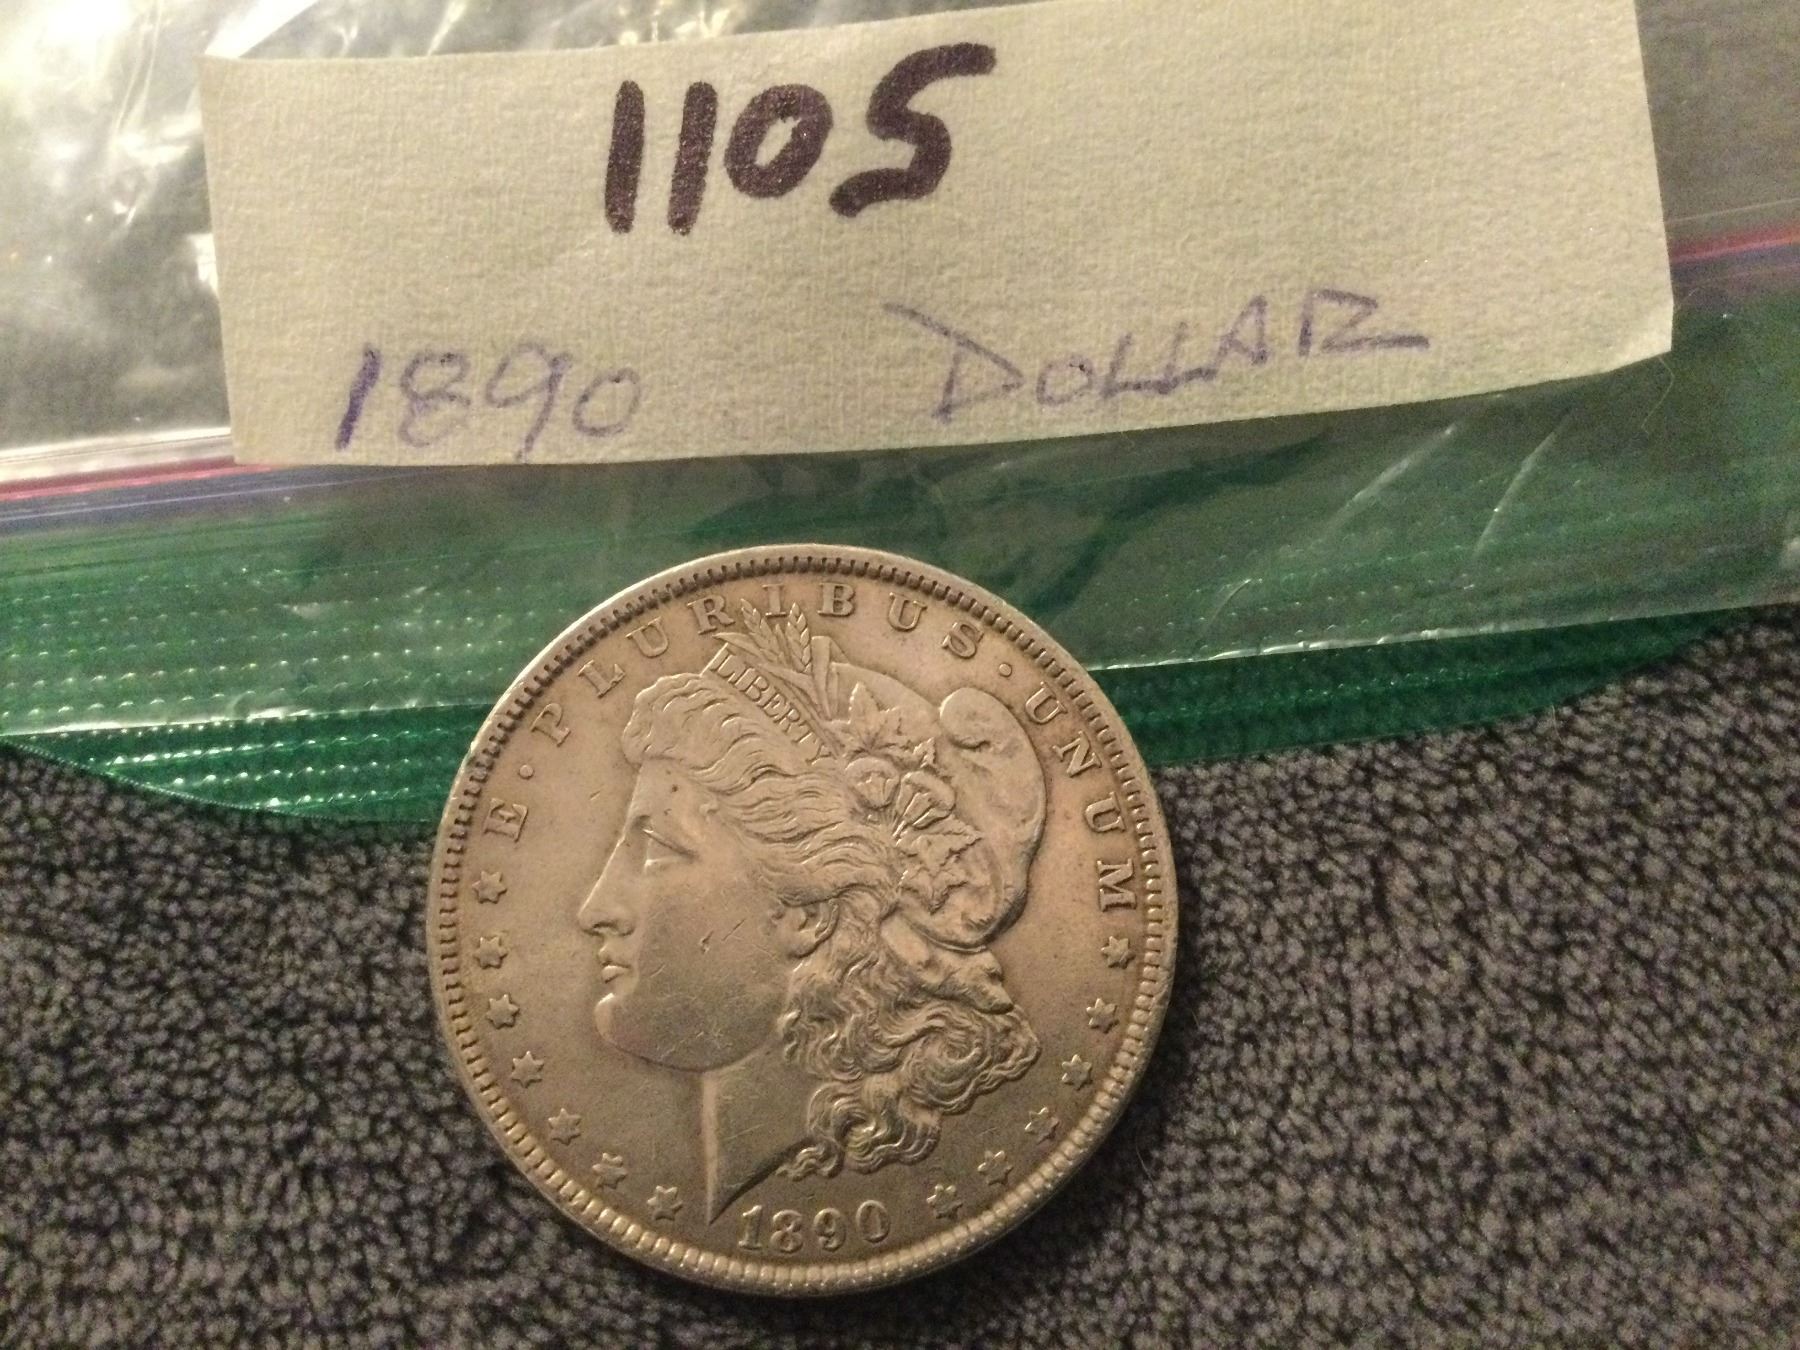 1105
1890 DOLLAR
E · PLURIBUS · UNUM
LIBERTY
1890